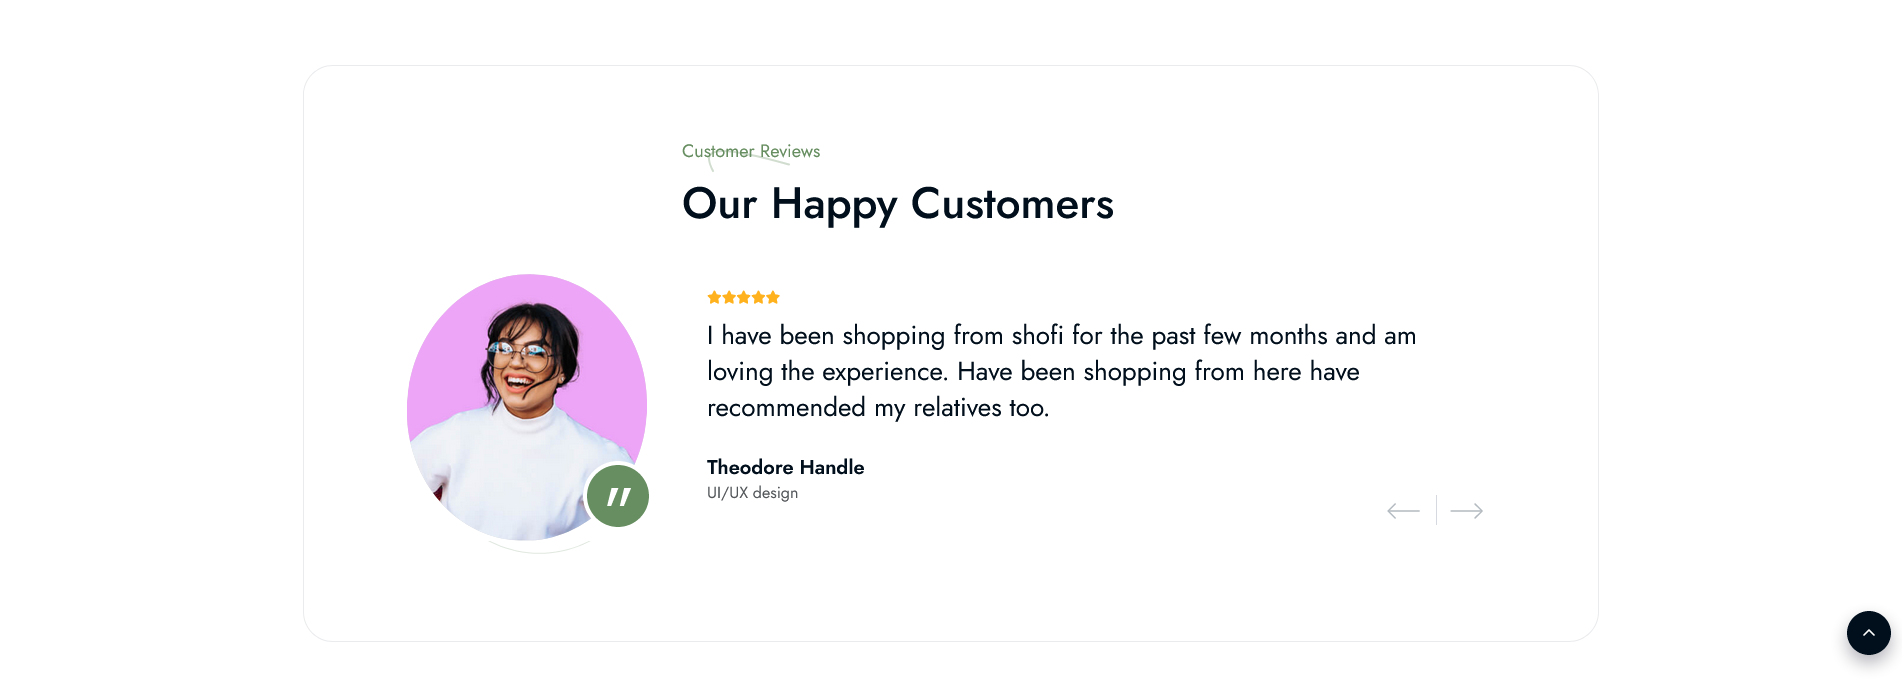 Customer Reviews
Our Happy Customers
I have been shopping from shofi for the past few months and am
loving the experience. Have been shopping from here have
recommended my relatives too.
Theodore Handle
UI/UX design